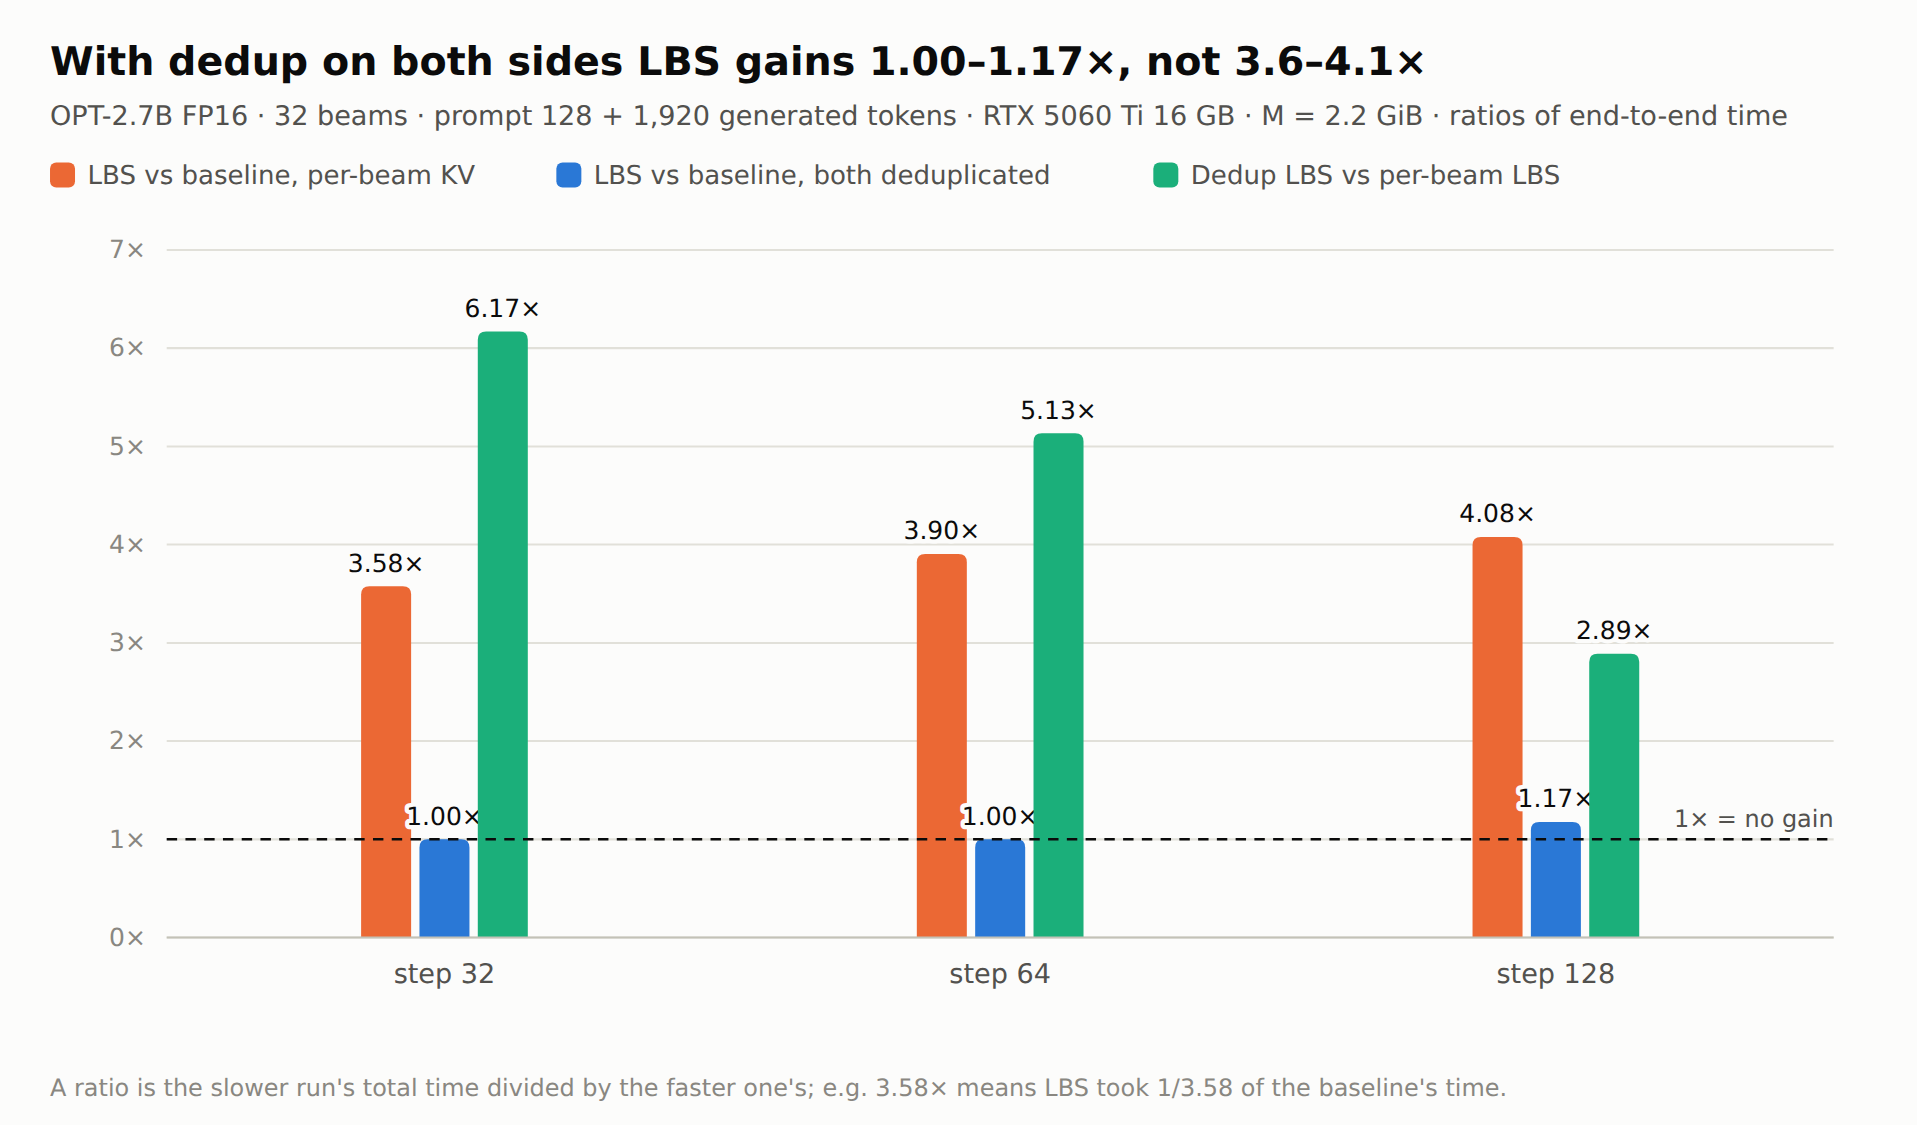 With dedup on both sides LBS gains 1.00–1.17×, not 3.6–4.1×
OPT-2.7B FP16 · 32 beams · prompt 128 + 1,920 generated tokens · RTX 5060 Ti 16 GB · M = 2.2 GiB · ratios of end-to-end time
LBS vs baseline, per-beam KV
LBS vs baseline, both deduplicated
Dedup LBS vs per-beam LBS
7×
6×
5×
4×
3×
2×
1×
0×
3.58×
1.00×
6.17×
3.90×
1.00×
5.13×
4.08×
1.17×
2.89×
1× = no gain
step 32
step 64
step 128
A ratio is the slower run's total time divided by the faster one's; e.g. 3.58× means LBS took 1/3.58 of the baseline's time.